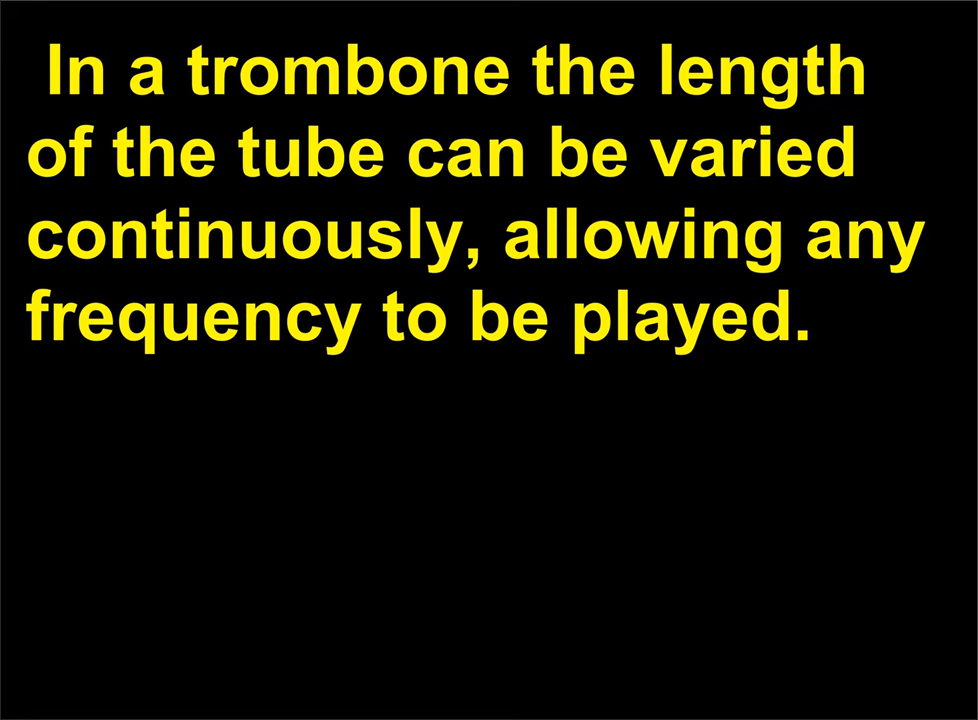 In a trombone the length
of the tube can be varied
continuously, allowing any
frequency to be played.